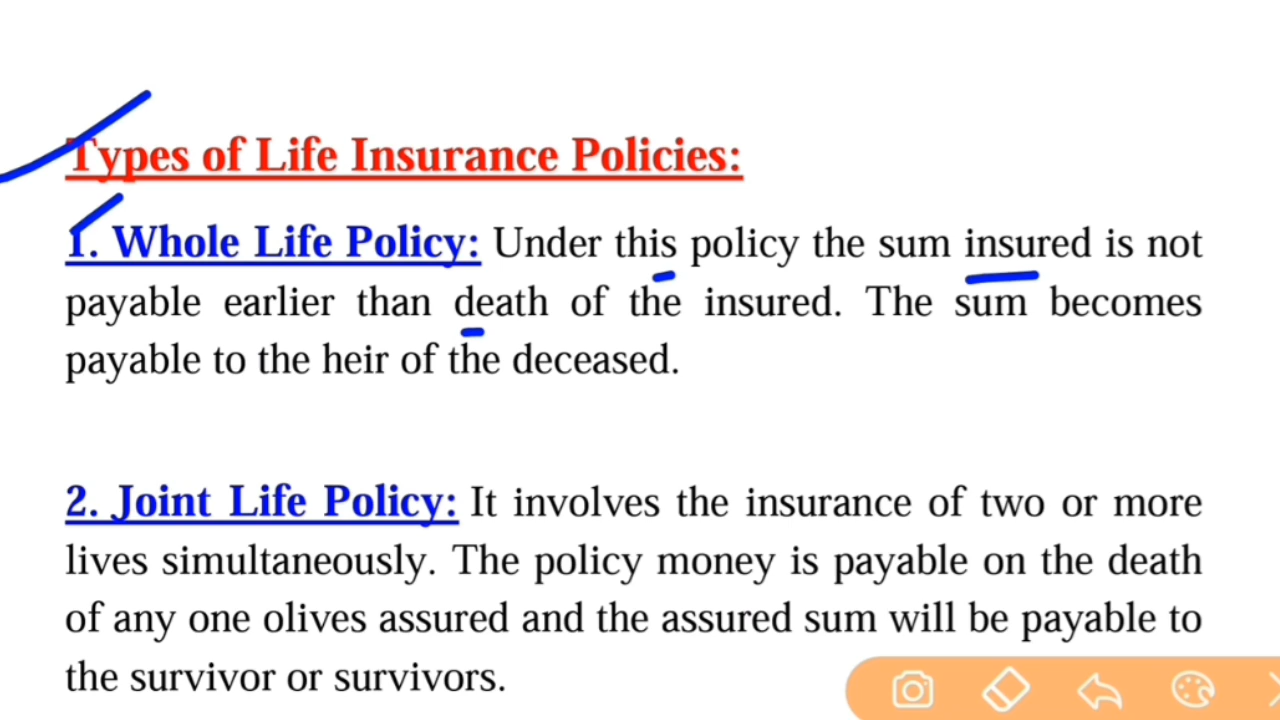 Types of Life Insurance Policies:
1. Whole Life Policy: Under this policy the sum insured is not
payable earlier than death of the insured. The sum becomes
payable to the heir of the deceased.
2. Joint Life Policy: It involves the insurance of two or more
lives simultaneously. The policy money is payable on the death
of any one olives assured and the assured sum will be payable to
the survivor or survivors.